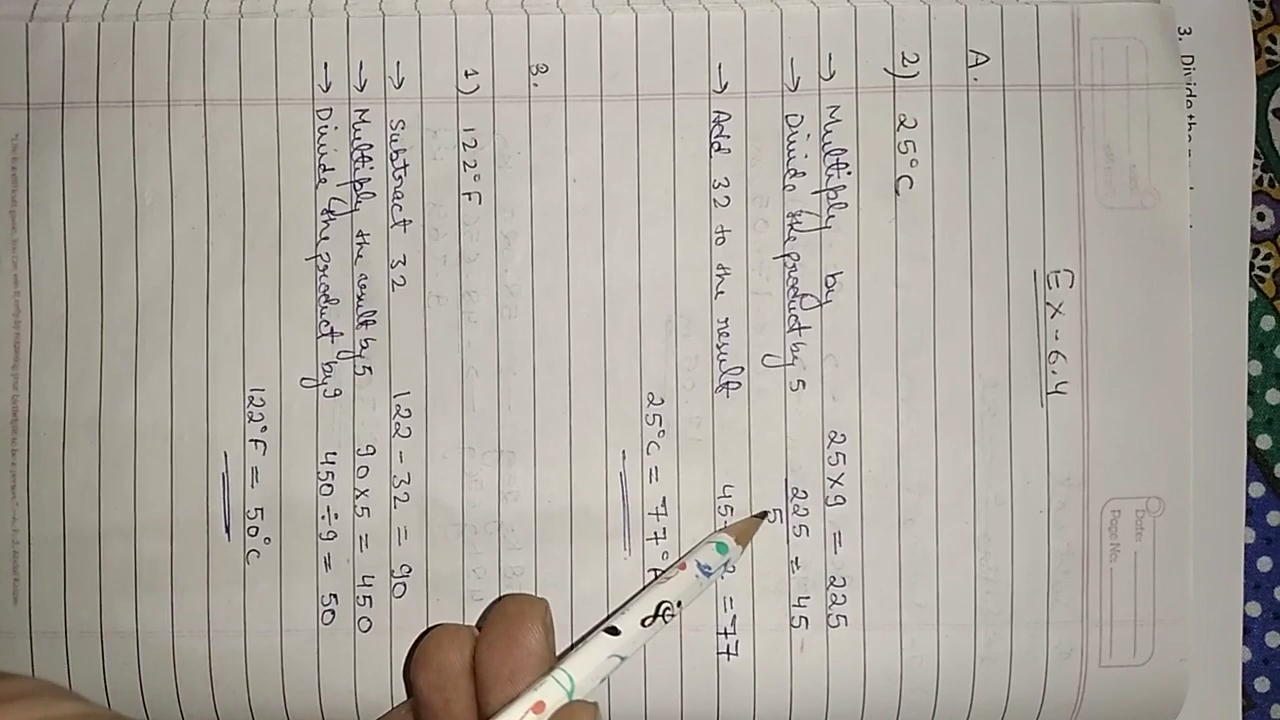 3. Divide the
Date:
Page No:
Ex-6.4
A.
2) 25°C
→ Multiply by 25×9 = 225
→ Divide the product by 5 225 = 45
5
→ Add 32 to the result 45 = 77
25°C = 77°
B.
1) 122°F
→ Subtract 32 122-32 = 90
→ Multiply the result by 5 90×5 = 450
→ Divide the product by 9 450÷9 = 50
122°F = 50°C